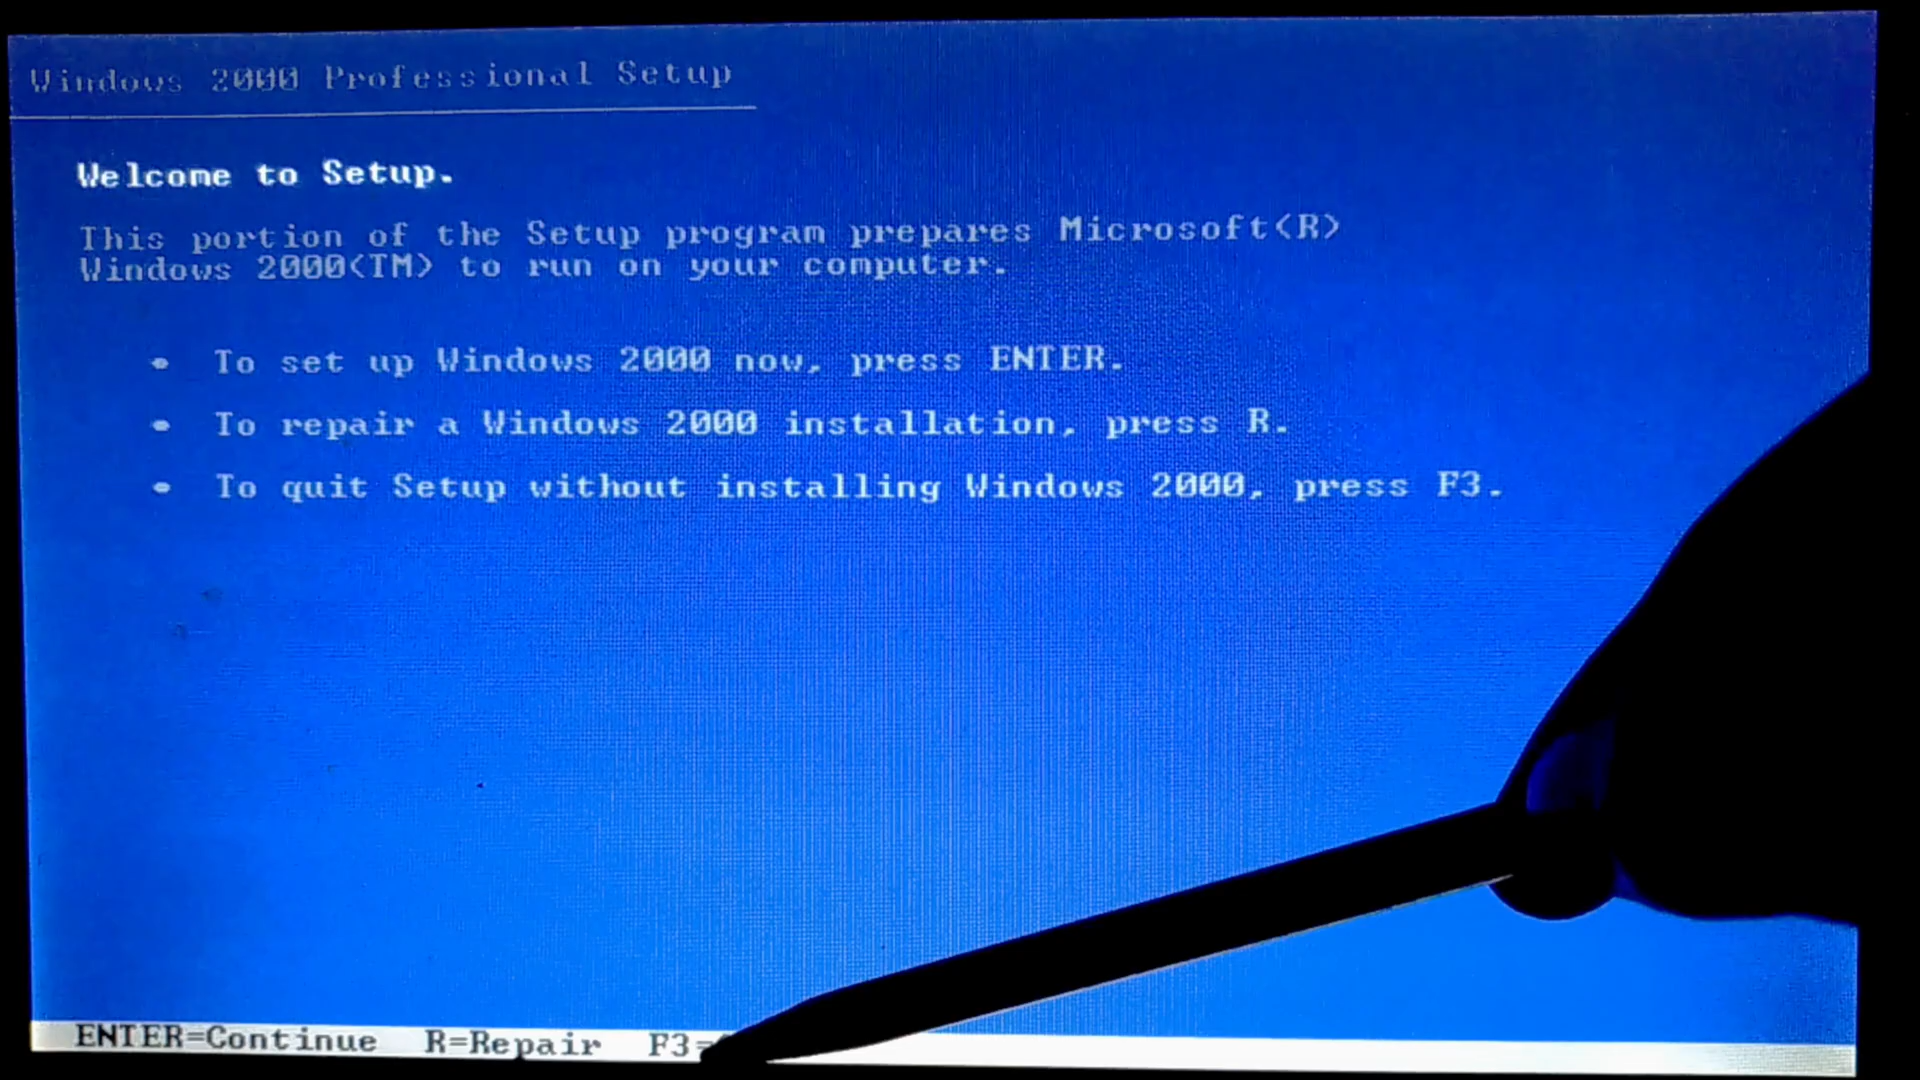 Windows 2000 Professional Setup
Welcome to Setup.
This portion of the Setup program prepares Microsoft(R)
Windows 2000(TM) to run on your computer.
• To set up Windows 2000 now, press ENTER.
• To repair a Windows 2000 installation, press R.
• To quit Setup without installing Windows 2000, press F3.
ENTER=Continue R=Repair F3=